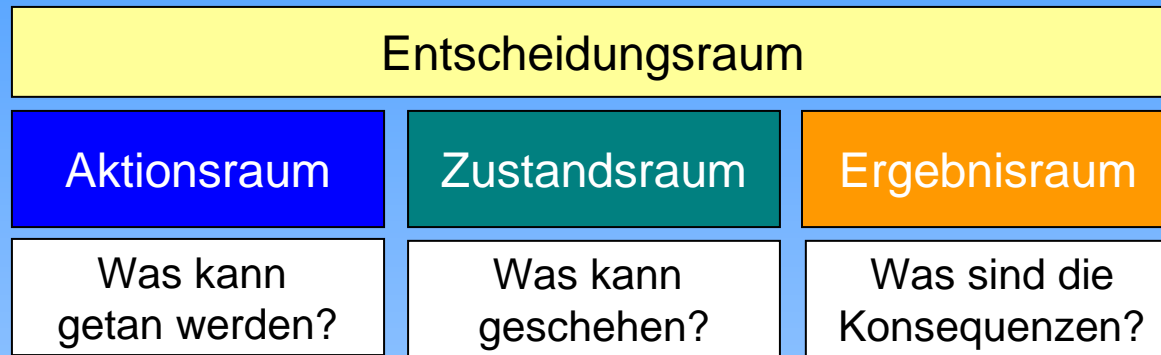 Entscheidungsraum
Aktionsraum
Zustandsraum
Ergebnisraum
Was kann
getan werden?
Was kann
geschehen?
Was sind die
Konsequenzen?